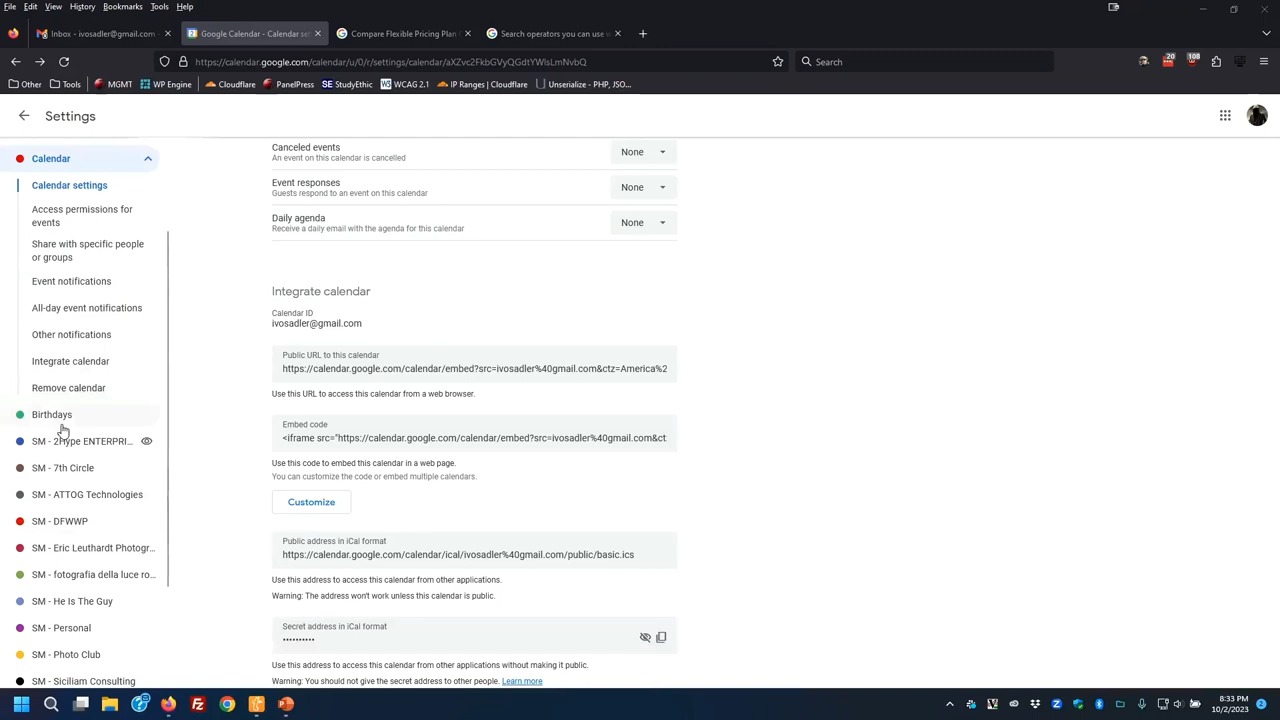 File Edit View History Bookmarks Tools Help
Inbox - ivosadler@gmail.com - Google Calendar - Calendar se Compare Flexible Pricing Plan Search operators you can use w
https://calendar.google.com/calendar/u/0/r/settings/calendar/aXZvc2FkbGVyQGdtYWlsLmNvbQ Search 20 108
Other Tools MGMT WP Engine Cloudflare PanelPress StudyEthic WCAG 2.1 IP Ranges | Cloudflare Unserialize - PHP, JSO...
Settings
Calendar
Calendar settings
Access permissions for
events
Share with specific people
or groups
Event notifications
All-day event notifications
Other notifications
Integrate calendar
Remove calendar
Birthdays
SM - 2Hype ENTERPRI...
SM - 7th Circle
SM - ATTOG Technologies
SM - DFWWP
SM - Eric Leuthardt Photogr...
SM - fotografia della luce ro...
SM - He Is The Guy
SM - Personal
SM - Photo Club
SM - Siciliam Consulting
Canceled events
An event on this calendar is cancelled
None
Event responses
Guests respond to an event on this calendar
None
Daily agenda
Receive a daily email with the agenda for this calendar
None
Integrate calendar
Calendar ID
ivosadler@gmail.com
Public URL to this calendar
https://calendar.google.com/calendar/embed?src=ivosadler%40gmail.com&ctz=America%2
Use this URL to access this calendar from a web browser.
Embed code
<iframe src="https://calendar.google.com/calendar/embed?src=ivosadler%40gmail.com&ct
Use this code to embed this calendar in a web page.
You can customize the code or embed multiple calendars.
Customize
Public address in iCal format
https://calendar.google.com/calendar/ical/ivosadler%40gmail.com/public/basic.ics
Use this address to access this calendar from other applications.
Warning: The address won't work unless this calendar is public.
Secret address in iCal format
••••••••••
Use this address to access this calendar from other applications without making it public.
Warning: You should not give the secret address to other people. Learn more
8:33 PM
10/2/2023